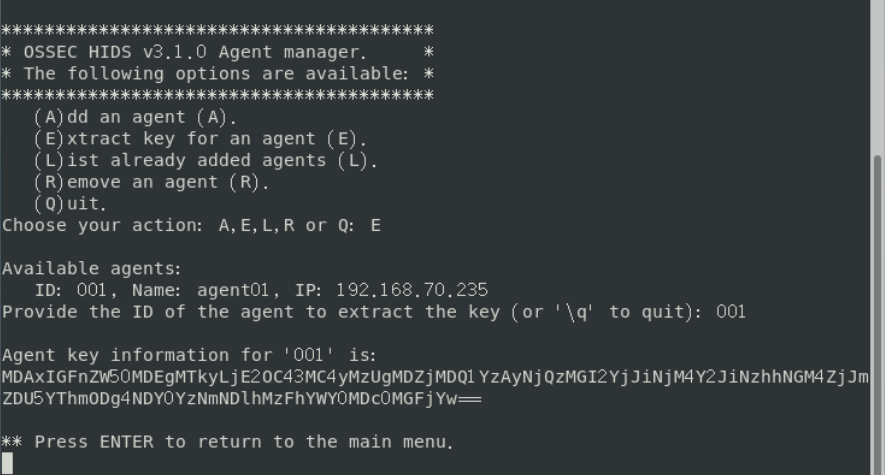 ****************************************
* OSSEC HIDS v3.1.0 Agent manager.     *
* The following options are available: *
****************************************
   (A)dd an agent (A).
   (E)xtract key for an agent (E).
   (L)ist already added agents (L).
   (R)emove an agent (R).
   (Q)uit.
Choose your action: A,E,L,R or Q: E

Available agents:
   ID: 001, Name: agent01, IP: 192.168.70.235
Provide the ID of the agent to extract the key (or '\q' to quit): 001

Agent key information for '001' is:
MDAxIGFnZW50MDEgMTkyLjE2OC43MC4yMzUgMDZjMDQ1YzAyNjQzMGI2YjJiNjM4Y2JiNzhhNGM4ZjJm
ZDU5YThmODg4NDY0YzNmNDlhMzFhYWY0MDc0MGFjYw==

** Press ENTER to return to the main menu.